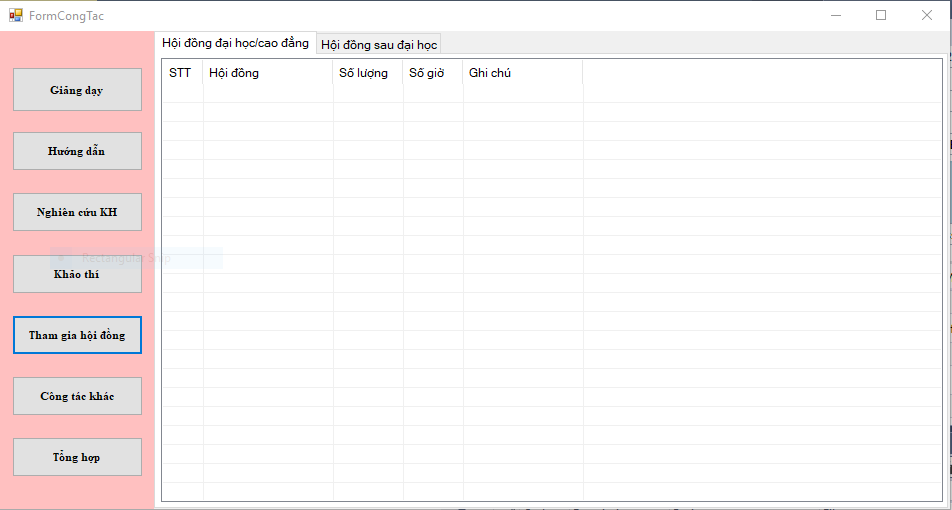 FormCongTac
Hội đồng đại học/cao đẳng
Hội đồng sau đại học
STT Hội đồng Số lượng Số giờ Ghi chú
Giảng dạy
Hướng dẫn
Nghiên cứu KH
Rectangular Snip
Khảo thí
Tham gia hội đồng
Công tác khác
Tổng hợp